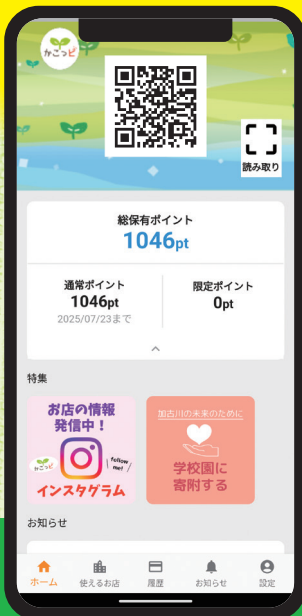 かごっピ
読み取り
総保有ポイント
1046pt
通常ポイント
1046pt
2025/07/23まで
限定ポイント
0pt
特集
お店の情報
発信中!
かごっピ
follow
me!
インスタグラム
加古川の未来のために
学校園に
寄附する
お知らせ
ホーム
使えるお店
履歴
お知らせ
設定